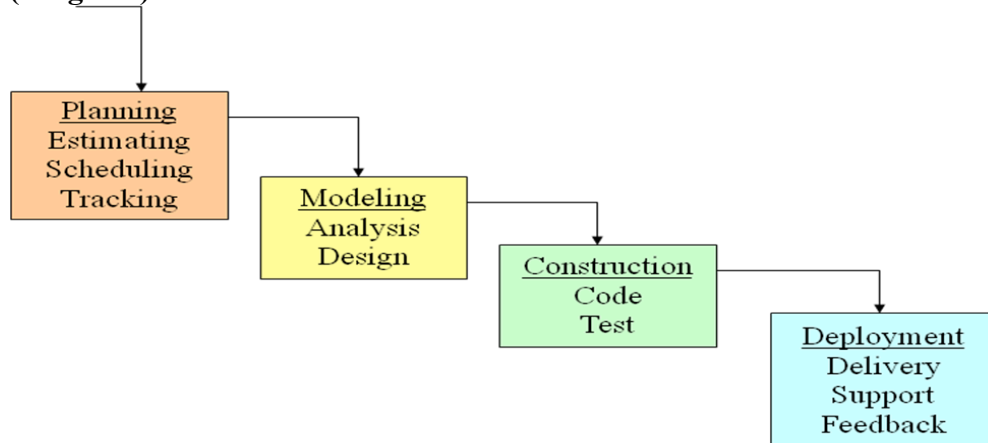 Planning
Estimating
Scheduling
Tracking
Modeling
Analysis
Design
Construction
Code
Test
Deployment
Delivery
Support
Feedback